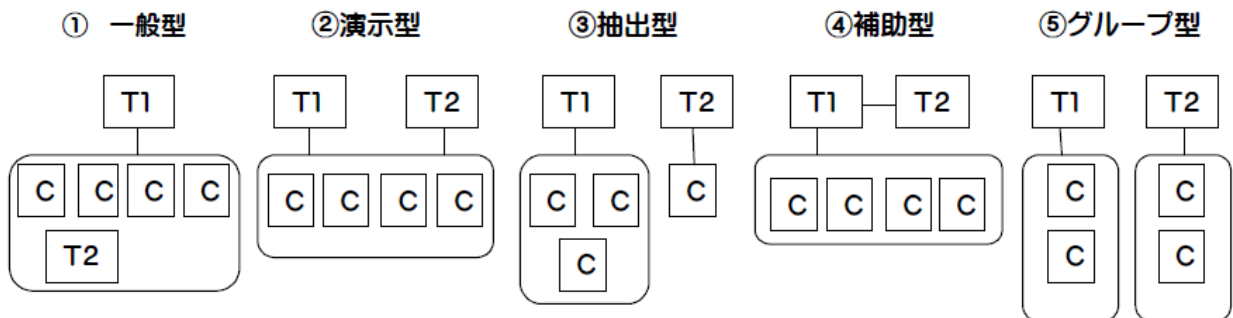 ① 一般型 ②演示型 ③抽出型 ④補助型 ⑤グループ型
T1 T1 T2 T1 T2 T1 T2 T1 T2
C C C C C C C C C C C C C C C C C
T2 C C C